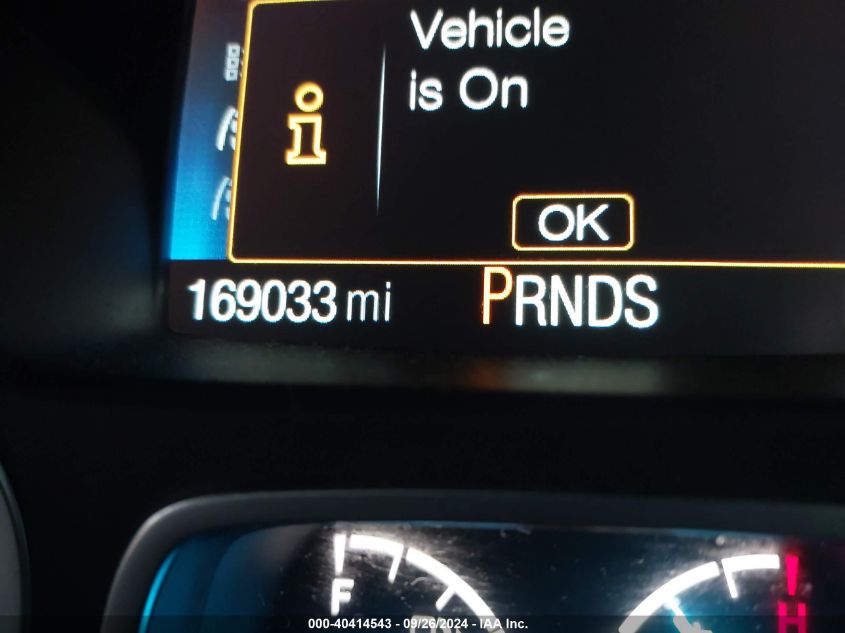 Vehicle
is On
OK
169033 mi PRNDS
F H
000-40414543 - 09/26/2024 - IAA Inc.